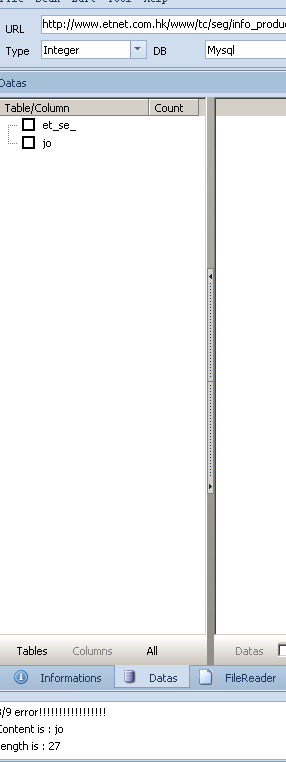 URL http://www.etnet.com.hk/www/tc/seg/info_produ
Type Integer DB Mysql
Datas
Table/Column Count
et_se_
jo
Tables Columns All Datas
Informations Datas FileReader
/9 error!!!!!!!!!!!!!!!!!
Content is : jo
ength is : 27